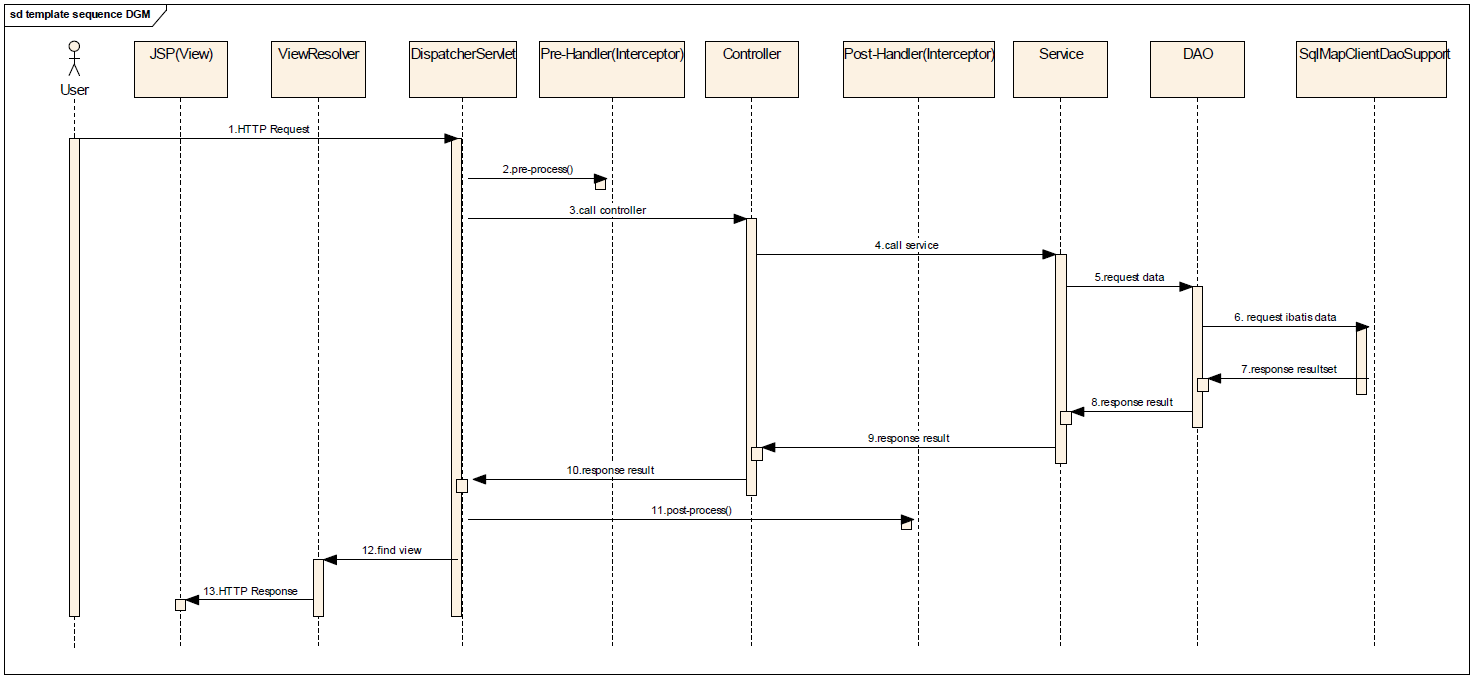 sd template sequence DGM
User
JSP(View)
ViewResolver
DispatcherServlet
Pre-Handler(Interceptor)
Controller
Post-Handler(Interceptor)
Service
DAO
SqlMapClientDaoSupport
1.HTTP Request
2.pre-process()
3.call controller
4.call service
5.request data
6. request ibatis data
7.response resultset
8.response result
9.response result
10.response result
11.post-process()
12.find view
13.HTTP Response